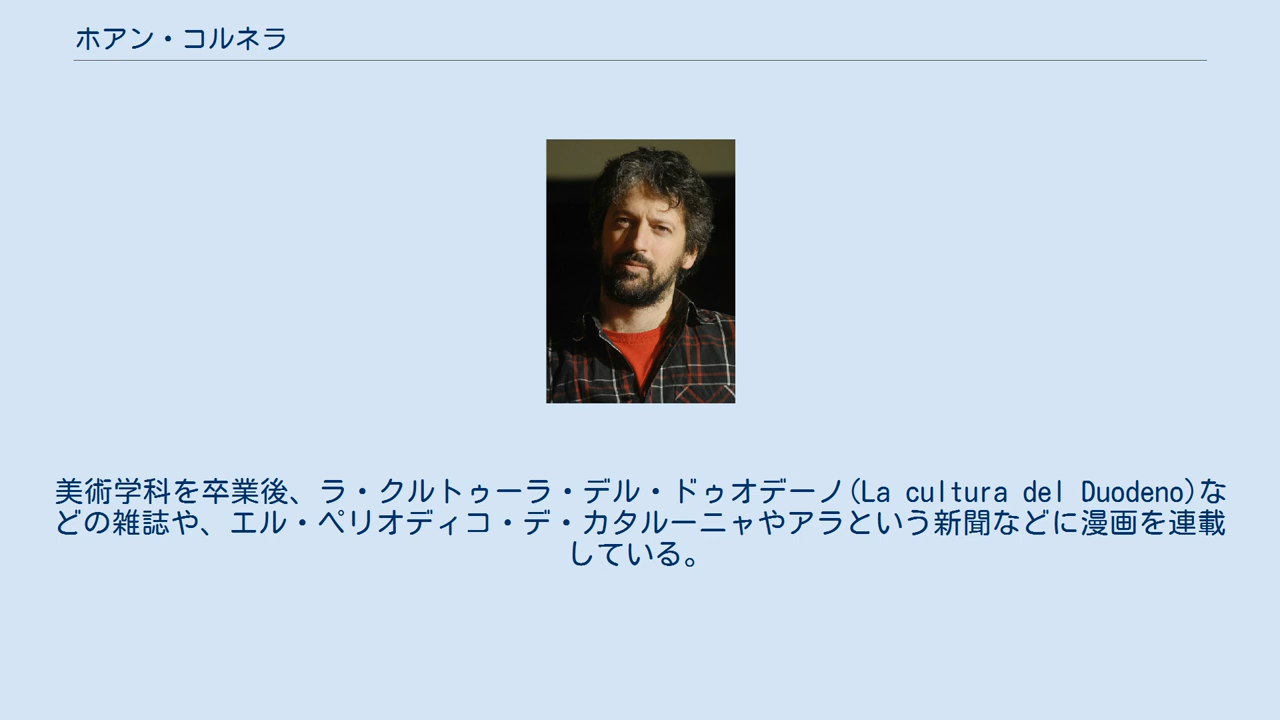 ホアン・コルネラ
美術学科を卒業後、ラ・クルトゥーラ・デル・ドゥオデーノ(La cultura del Duodeno)な
どの雑誌や、エル・ペリオディコ・デ・カタルーニャやアラという新聞などに漫画を連載
している。